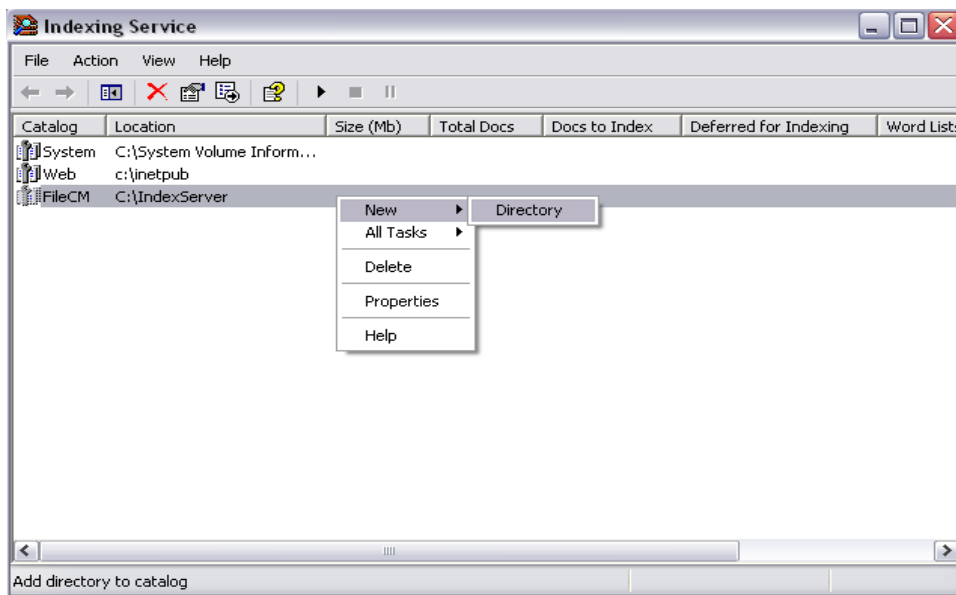 Indexing Service
File Action View Help
Catalog Location Size (Mb) Total Docs Docs to Index Deferred for Indexing Word Lists
System C:\System Volume Inform...
Web c:\inetpub
FileCM C:\IndexServer
New Directory
All Tasks
Delete
Properties
Help
Add directory to catalog